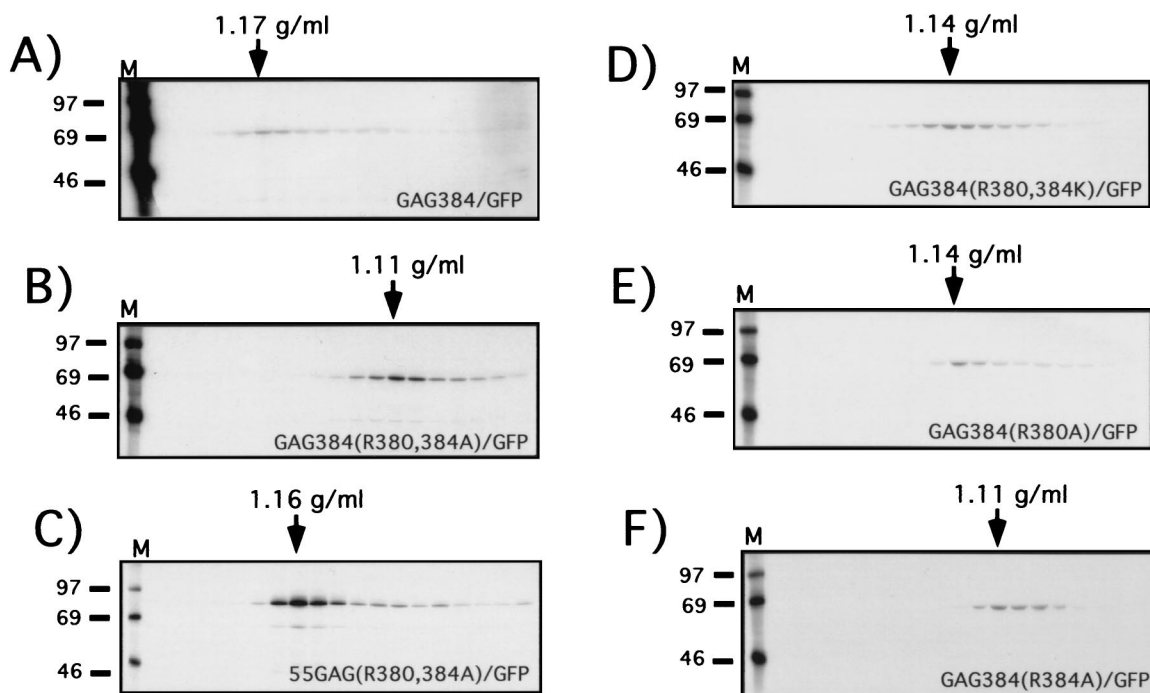 1.17 g/ml
A)
M
97
69
46
GAG384/GFP
1.11 g/ml
B)
M
97
69
46
GAG384(R380,384A)/GFP
1.16 g/ml
C)
M
97
69
46
55GAG(R380,384A)/GFP
1.14 g/ml
D)
M
97
69
46
GAG384(R380,384K)/GFP
1.14 g/ml
E)
M
97
69
46
GAG384(R380A)/GFP
1.11 g/ml
F)
M
97
69
46
GAG384(R384A)/GFP